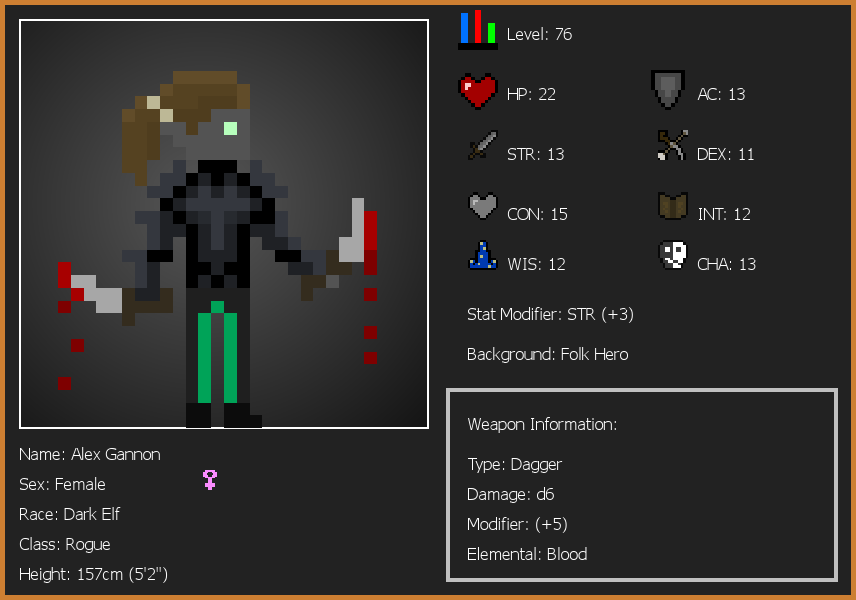 Level: 76
HP: 22
AC: 13
STR: 13
DEX: 11
CON: 15
INT: 12
WIS: 12
CHA: 13
Stat Modifier: STR (+3)
Background: Folk Hero
Weapon Information:
Type: Dagger
Damage: d6
Modifier: (+5)
Elemental: Blood
Name: Alex Gannon
Sex: Female
Race: Dark Elf
Class: Rogue
Height: 157cm (5'2")